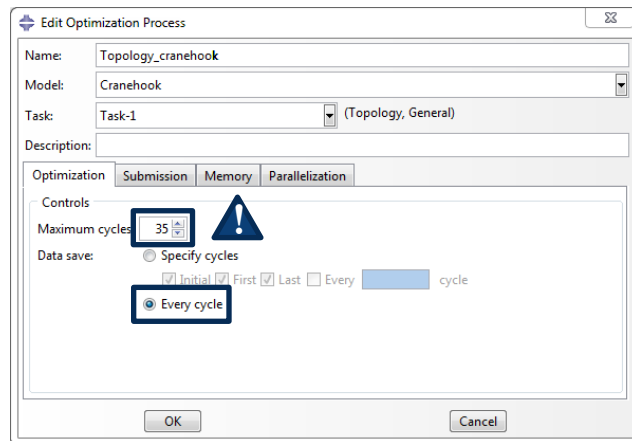 Edit Optimization Process
Name: Topology_cranehook
Model: Cranehook
Task: Task-1 (Topology, General)
Description:
Optimization Submission Memory Parallelization
Controls
Maximum cycles 35
Data save: Specify cycles
Initial First Last Every cycle
Every cycle
OK Cancel